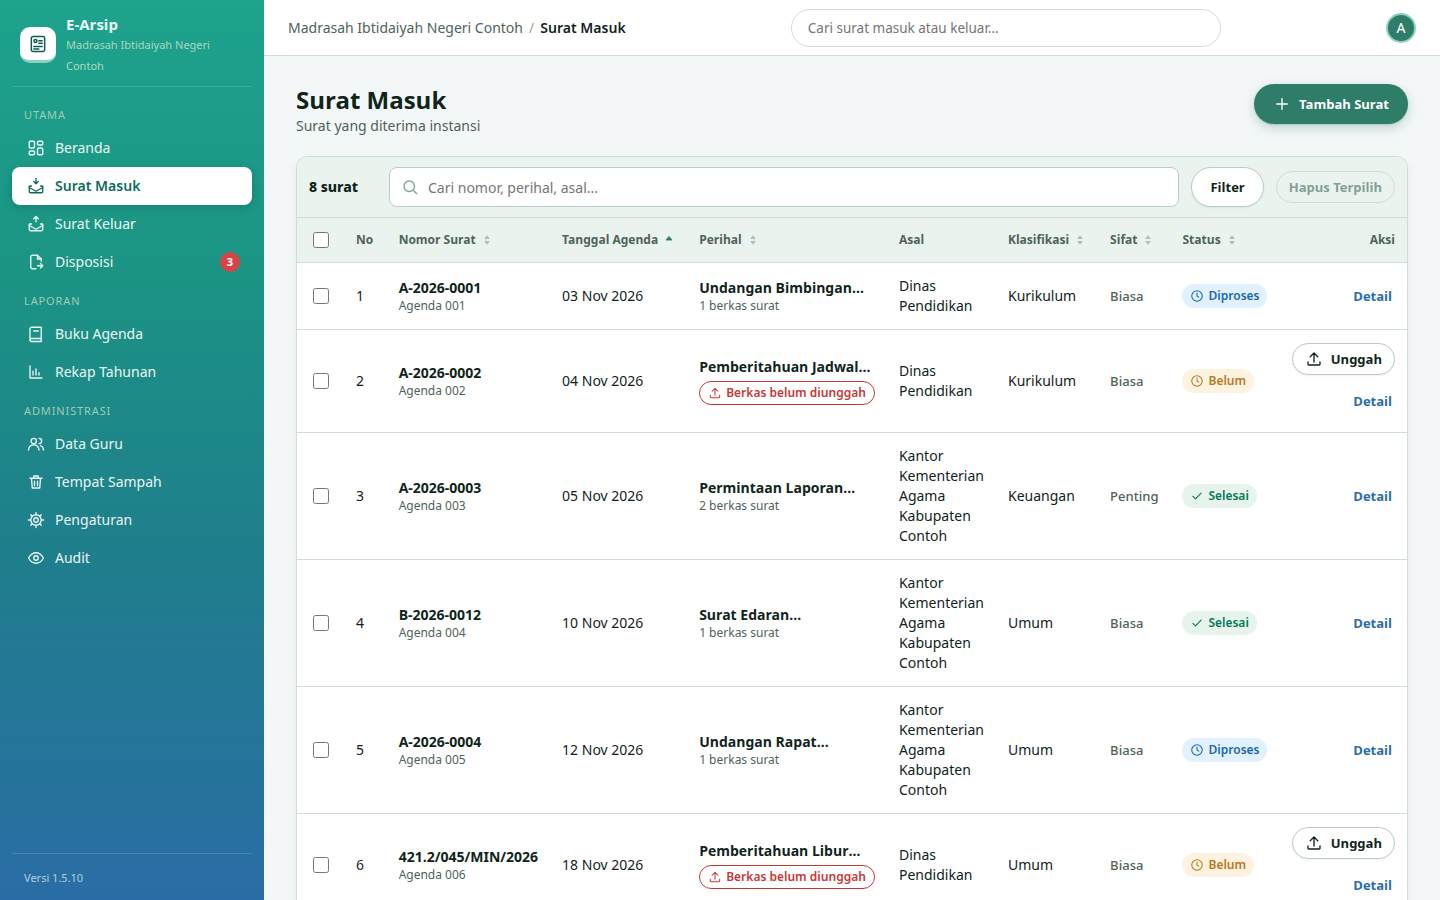 E-Arsip
Madrasah Ibtidaiyah Negeri
Contoh
UTAMA
Beranda
Surat Masuk
Surat Keluar
Disposisi
3
LAPORAN
Buku Agenda
Rekap Tahunan
ADMINISTRASI
Data Guru
Tempat Sampah
Pengaturan
Audit
Versi 1.5.10
Madrasah Ibtidaiyah Negeri Contoh / Surat Masuk
Cari surat masuk atau keluar...
A
Surat Masuk
Surat yang diterima instansi
Tambah Surat
8 surat
Cari nomor, perihal, asal...
Filter
Hapus Terpilih
No
Nomor Surat
Tanggal Agenda
Perihal
Asal
Klasifikasi
Sifat
Status
Aksi
1
A-2026-0001
Agenda 001
03 Nov 2026
Undangan Bimbingan...
1 berkas surat
Dinas
Pendidikan
Kurikulum
Biasa
Diproses
Detail
2
A-2026-0002
Agenda 002
04 Nov 2026
Pemberitahuan Jadwal...
Berkas belum diunggah
Dinas
Pendidikan
Kurikulum
Biasa
Belum
Unggah
Detail
3
A-2026-0003
Agenda 003
05 Nov 2026
Permintaan Laporan...
2 berkas surat
Kantor
Kementerian
Agama
Kabupaten
Contoh
Keuangan
Penting
Selesai
Detail
4
B-2026-0012
Agenda 004
10 Nov 2026
Surat Edaran...
1 berkas surat
Kantor
Kementerian
Agama
Kabupaten
Contoh
Umum
Biasa
Selesai
Detail
5
A-2026-0004
Agenda 005
12 Nov 2026
Undangan Rapat...
1 berkas surat
Kantor
Kementerian
Agama
Kabupaten
Contoh
Umum
Biasa
Diproses
Detail
6
421.2/045/MIN/2026
Agenda 006
18 Nov 2026
Pemberitahuan Libur...
Berkas belum diunggah
Dinas
Pendidikan
Umum
Biasa
Belum
Unggah
Detail